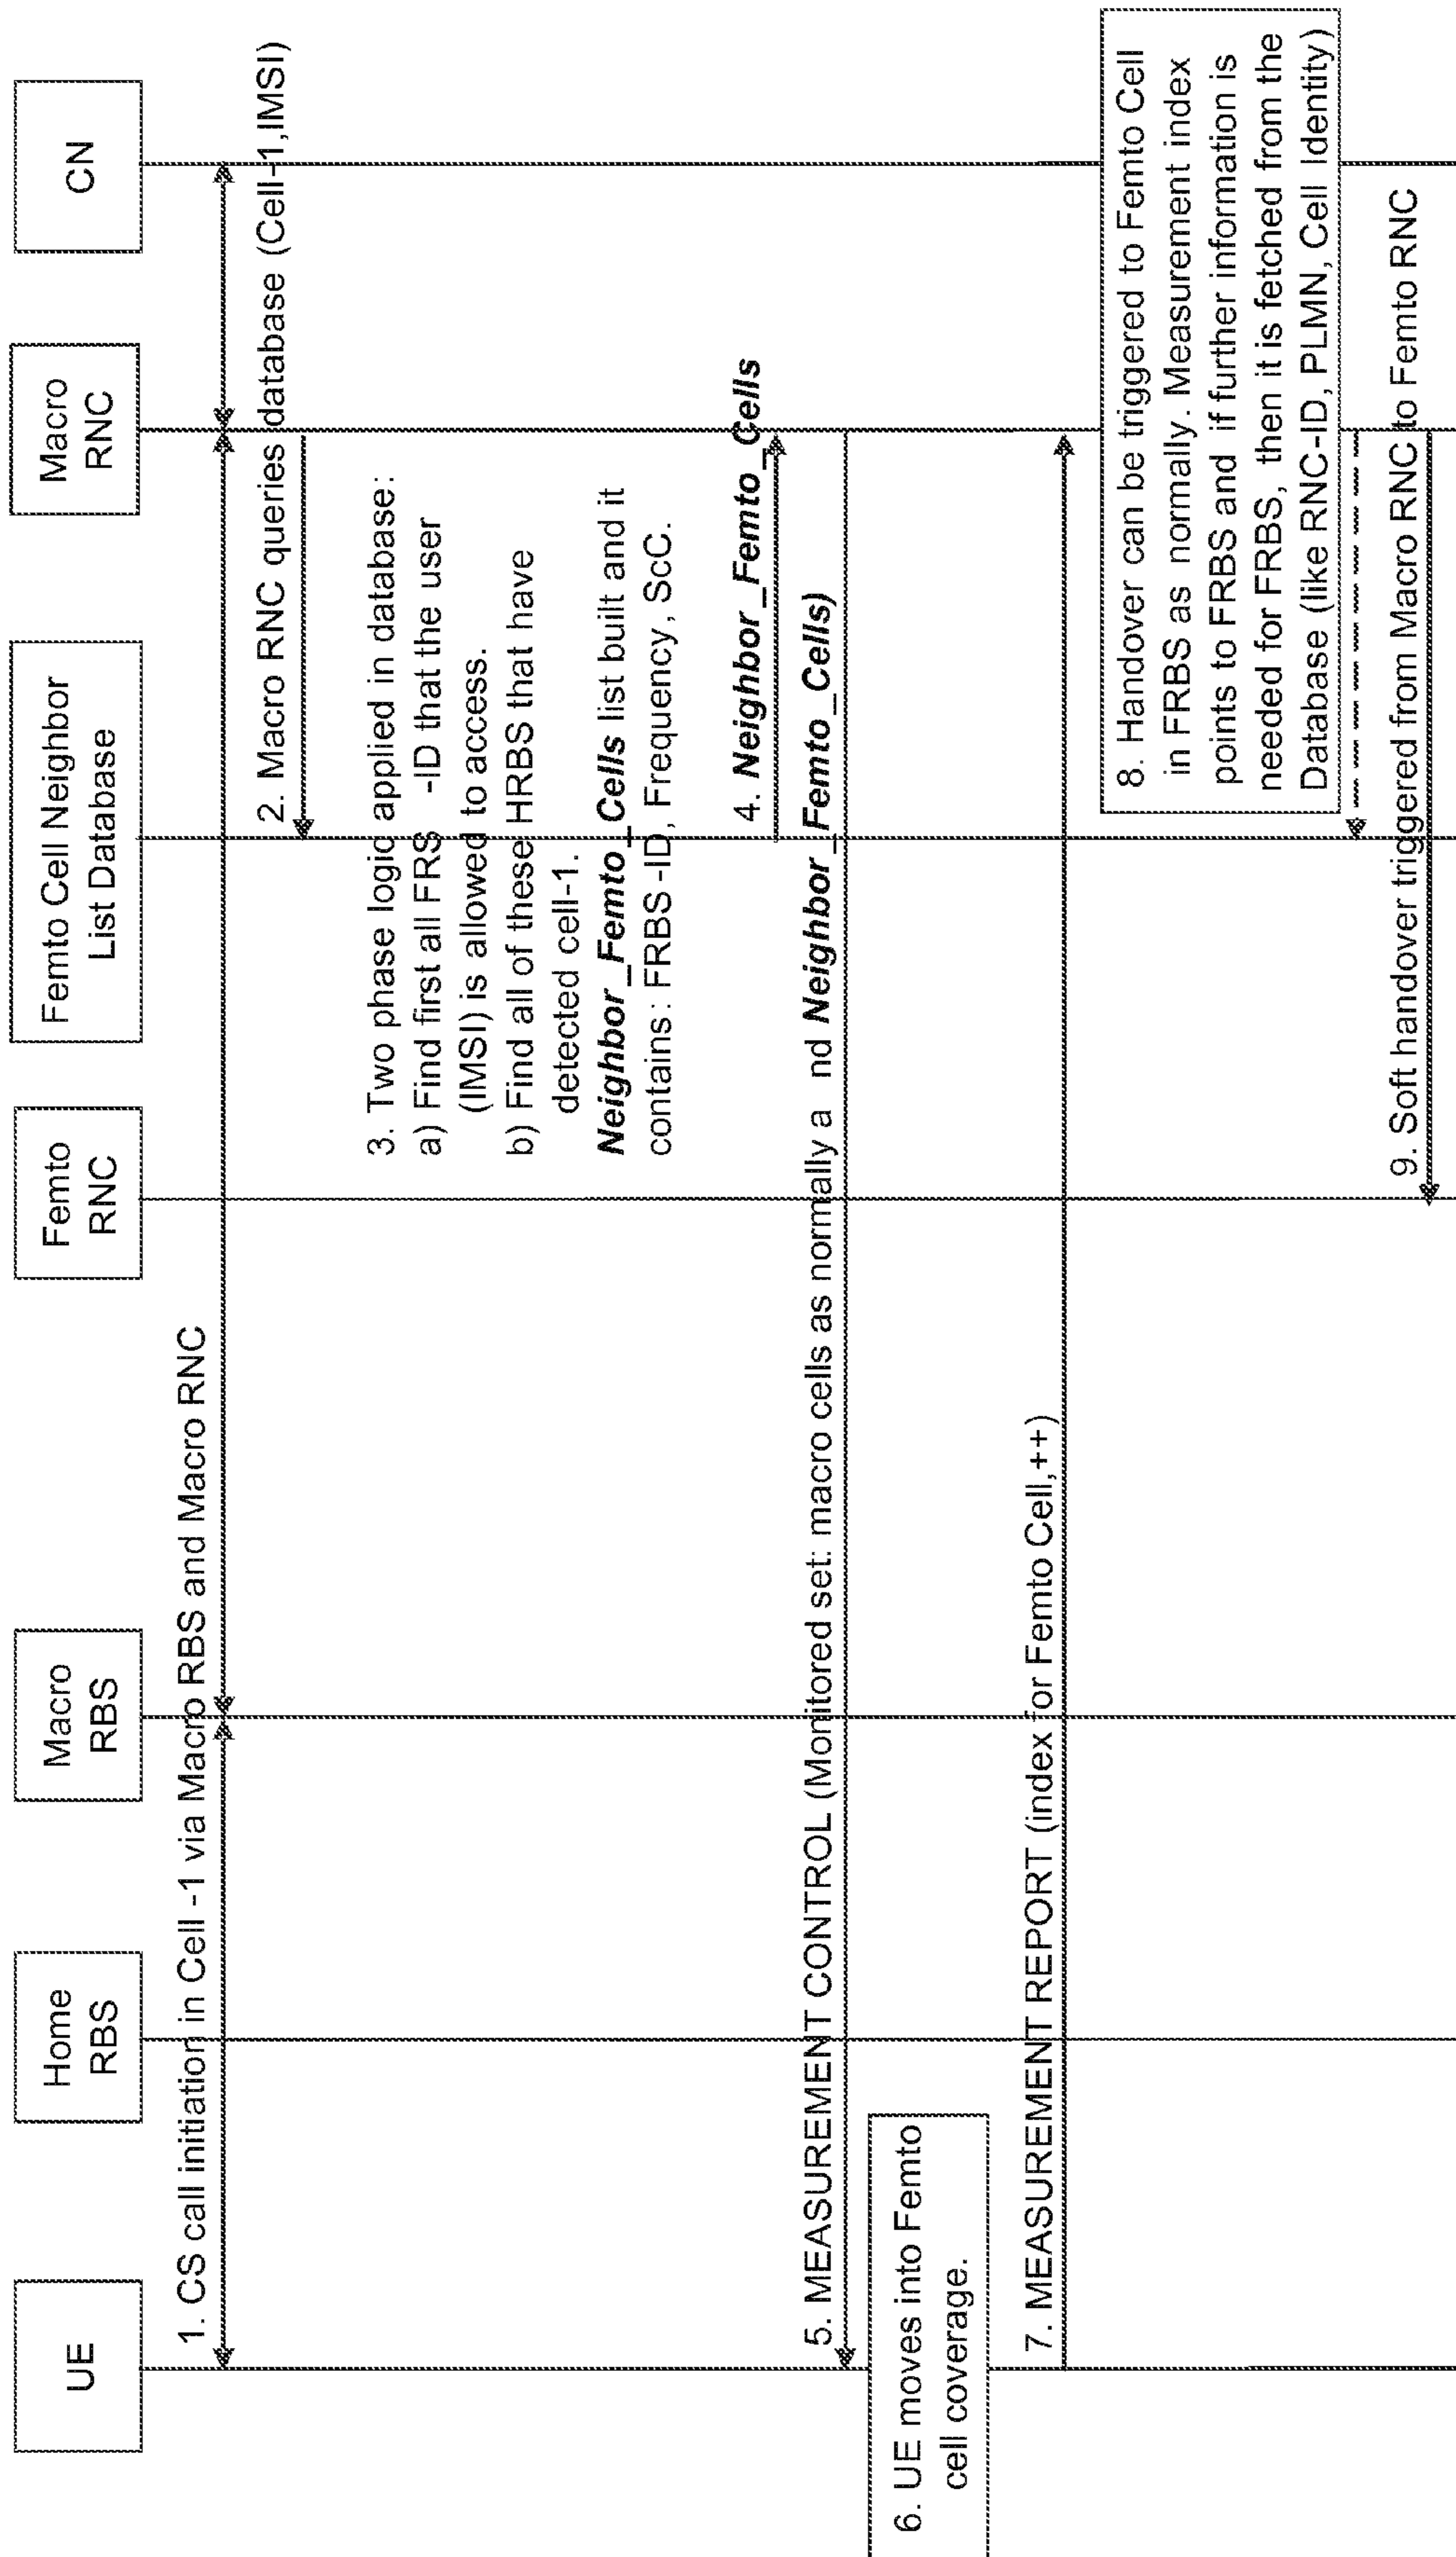 UE
Home
RBS
Macro
RBS
Femto
RNC
Femto Cell Neighbor
List Database
Macro
RNC
CN
1. CS call initiation in Cell -1 via Macro RBS and Macro RNC
2. Macro RNC queries database (Cell-1,IMSI)
3. Two phase logic applied in database:
a) Find first all FRS -ID that the user
(IMSI) is allowed to access.
b) Find all of these HRBS that have
detected cell-1.
Neighbor_Femto_Cells list built and it
contains: FRBS -ID, Frequency, ScC.
4. Neighbor_Femto_Cells
5. MEASUREMENT CONTROL (Monitored set: macro cells as normally a nd Neighbor_Femto_Cells)
6. UE moves into Femto
cell coverage.
7. MEASUREMENT REPORT (index for Femto Cell,++)
8. Handover can be triggered to Femto Cell
in FRBS as normally. Measurement index
points to FRBS and if further information is
needed for FRBS, then it is fetched from the
Database (like RNC-ID, PLMN, Cell Identity)
9. Soft handover triggered from Macro RNC to Femto RNC